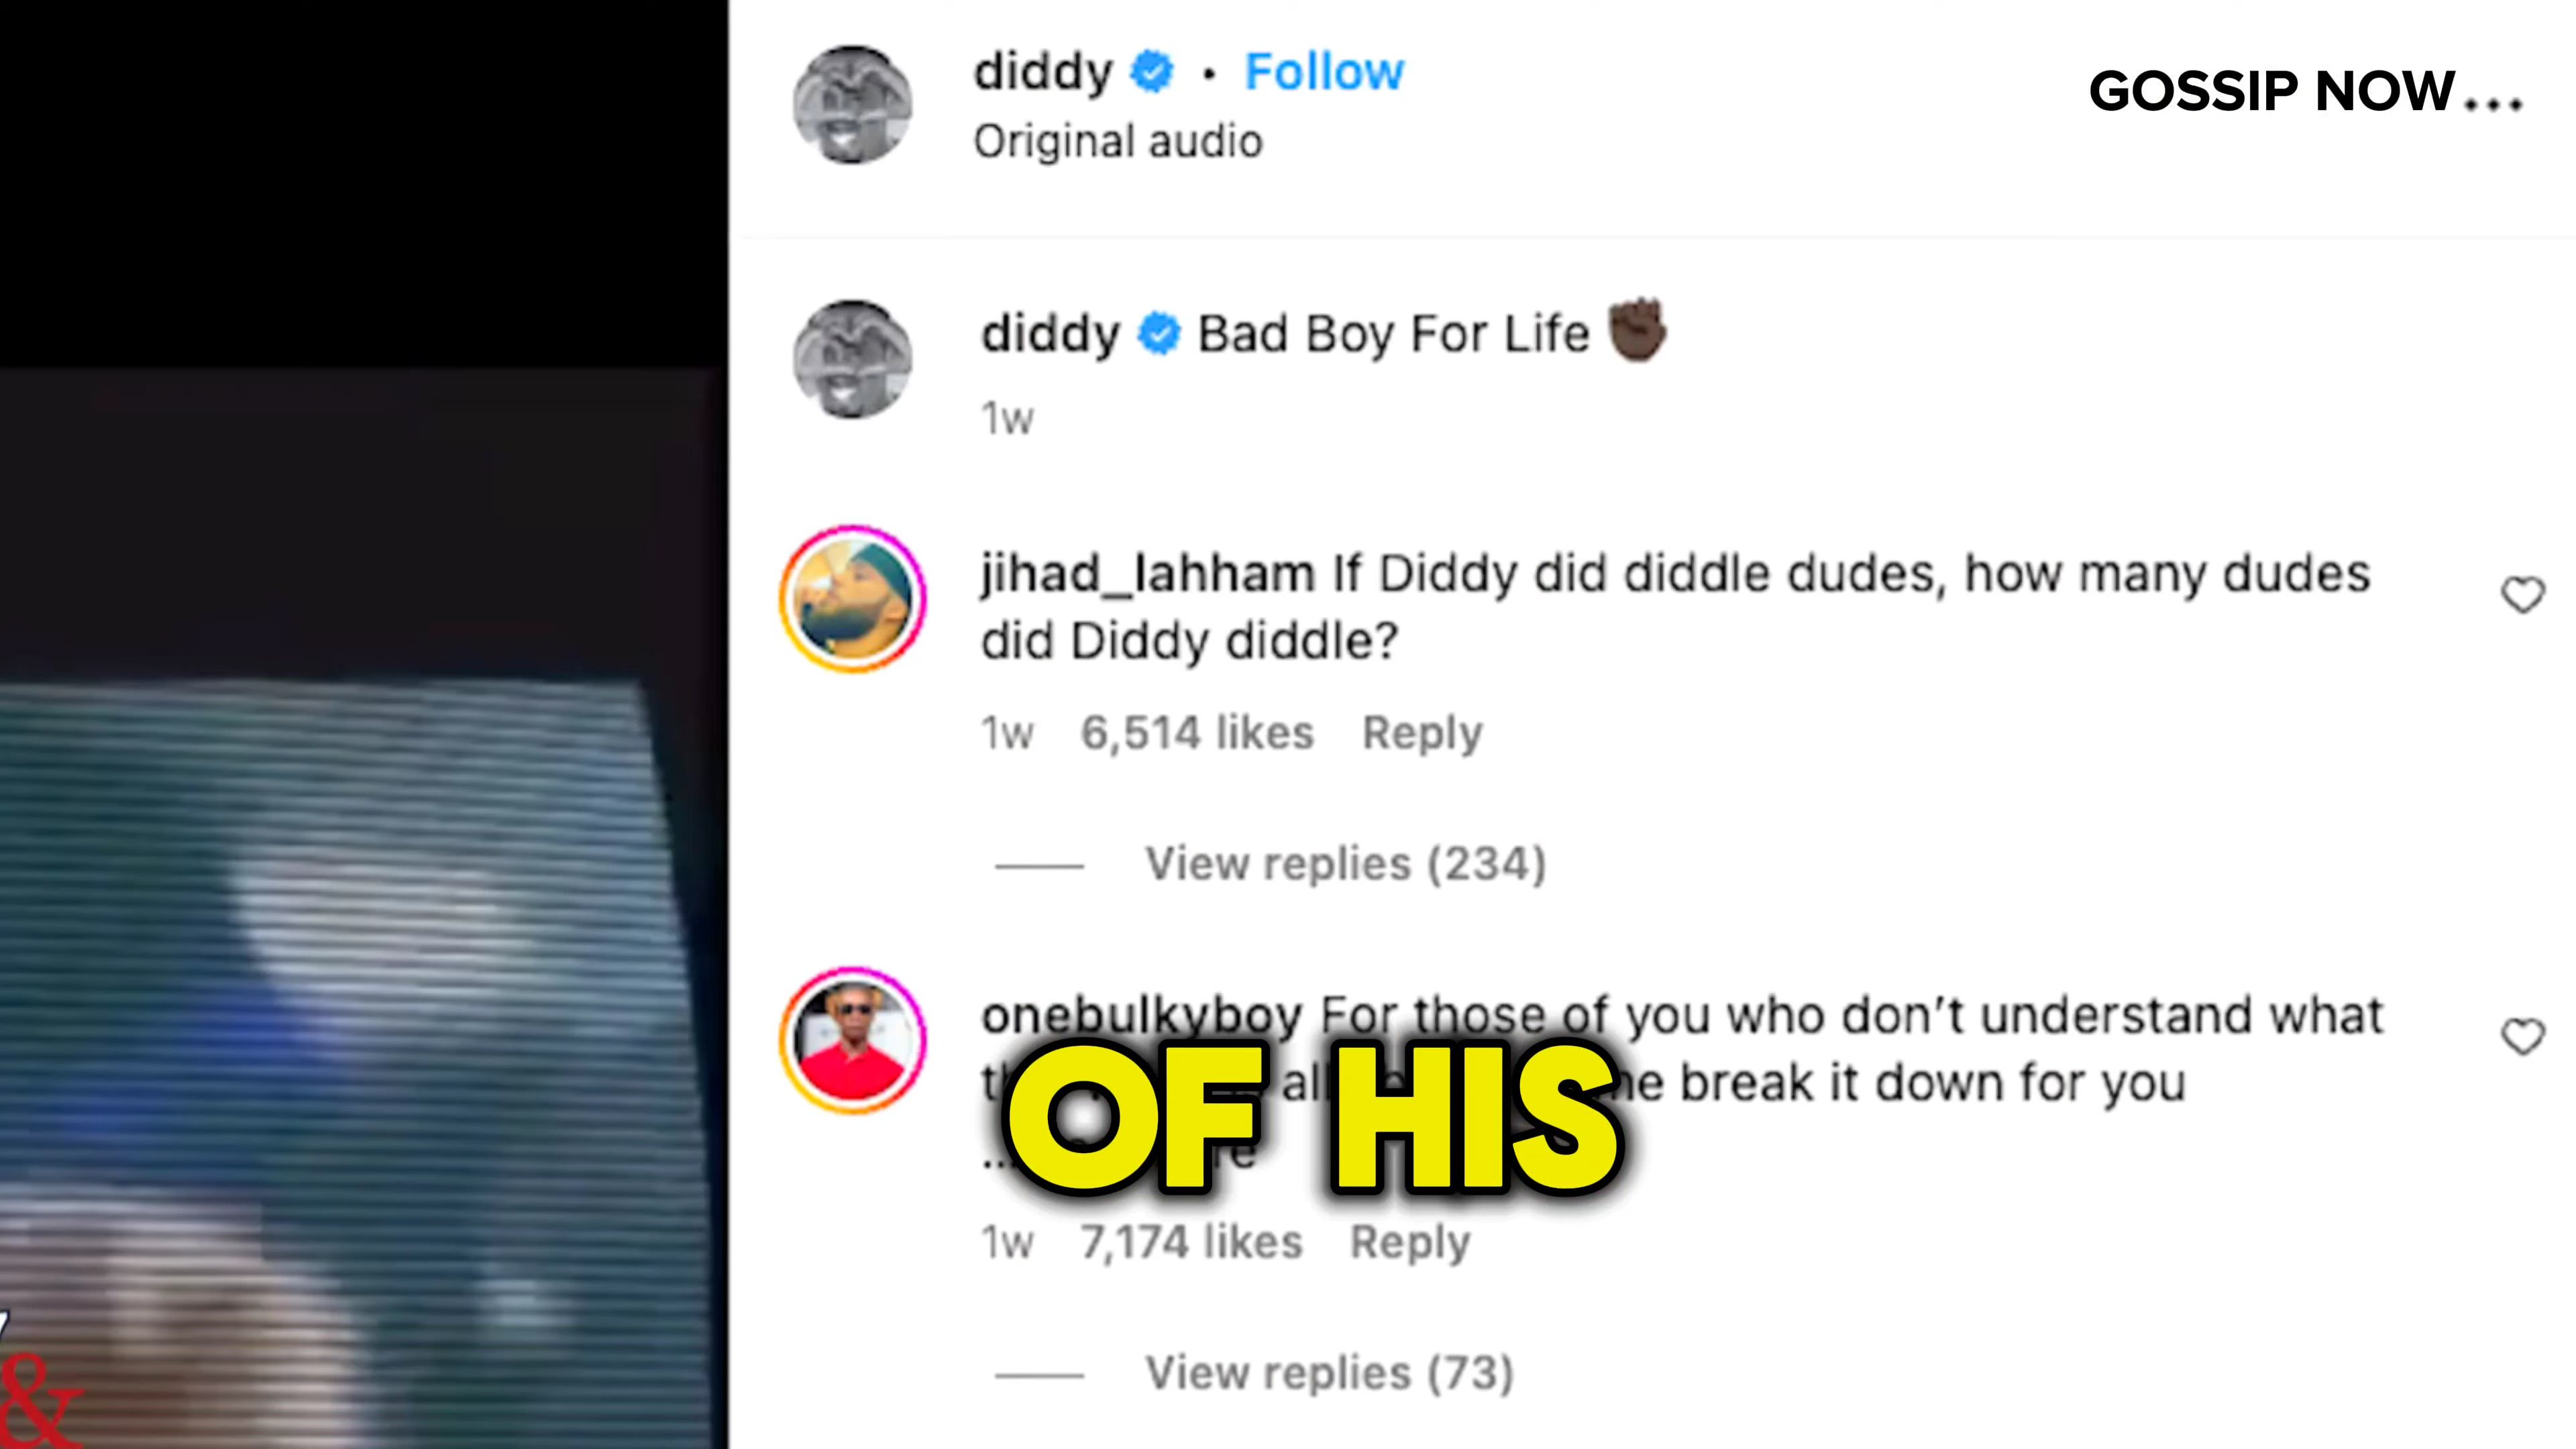 diddy • Follow
GOSSIP NOW...
Original audio
diddy Bad Boy For Life ✊🏿
1w
jihad_lahham If Diddy did diddle dudes, how many dudes
did Diddy diddle?
1w 6,514 likes Reply
View replies (234)
onebulkyboy For those of you who don't understand what
break it down for you
OF HIS
1w 7,174 likes Reply
View replies (73)
&